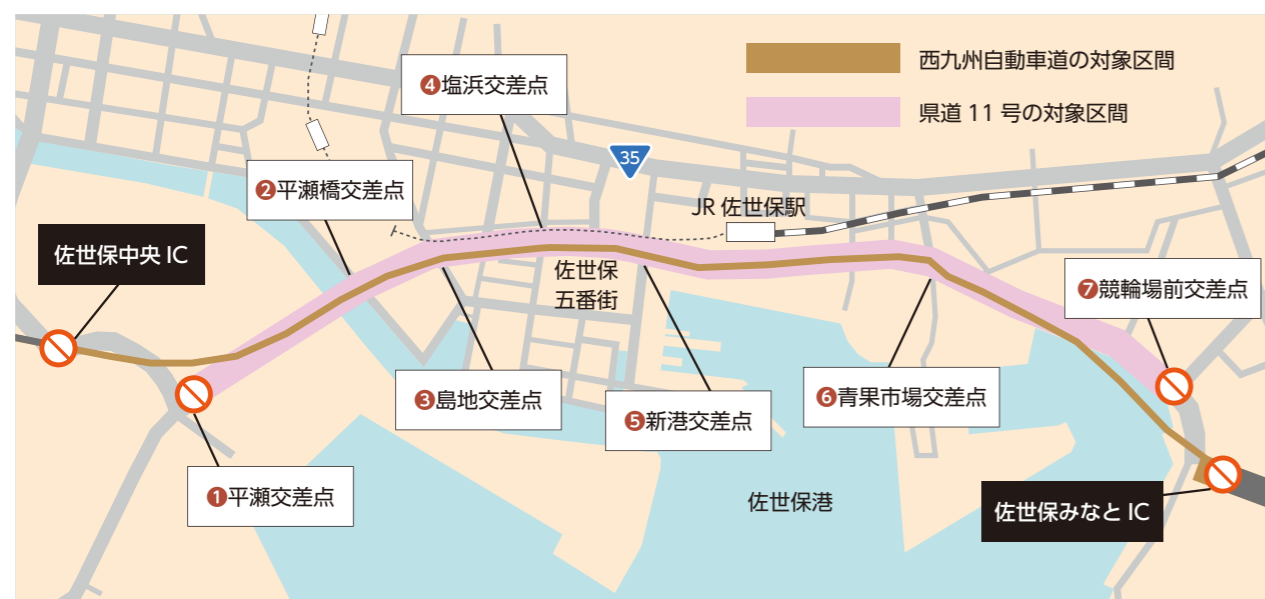 西九州自動車道の対象区間
県道 11 号の対象区間
❹塩浜交差点
35
❷平瀬橋交差点
JR 佐世保駅
佐世保中央 IC
佐世保
五番街
❼競輪場前交差点
❸島地交差点
❺新港交差点
❻青果市場交差点
❶平瀬交差点
佐世保港
佐世保みなと IC